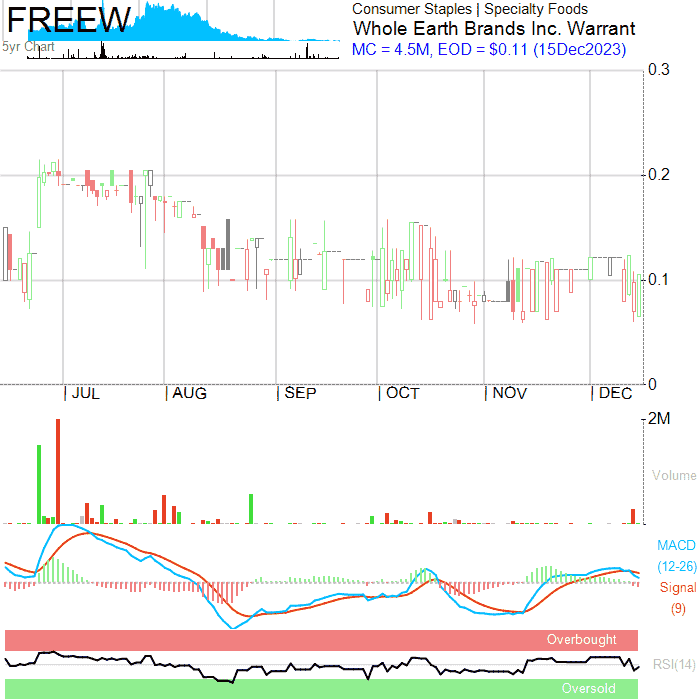 FREEW
5yr Chart
Consumer Staples | Specialty Foods
Whole Earth Brands Inc. Warrant
MC = 4.5M, EOD = $0.11 (15Dec2023)
0.3
0.2
0.1
0
| JUL | AUG | SEP | OCT | NOV | DEC
2M
Volume
MACD
(12-26)
Signal
(9)
Overbought
RSI(14)
Oversold